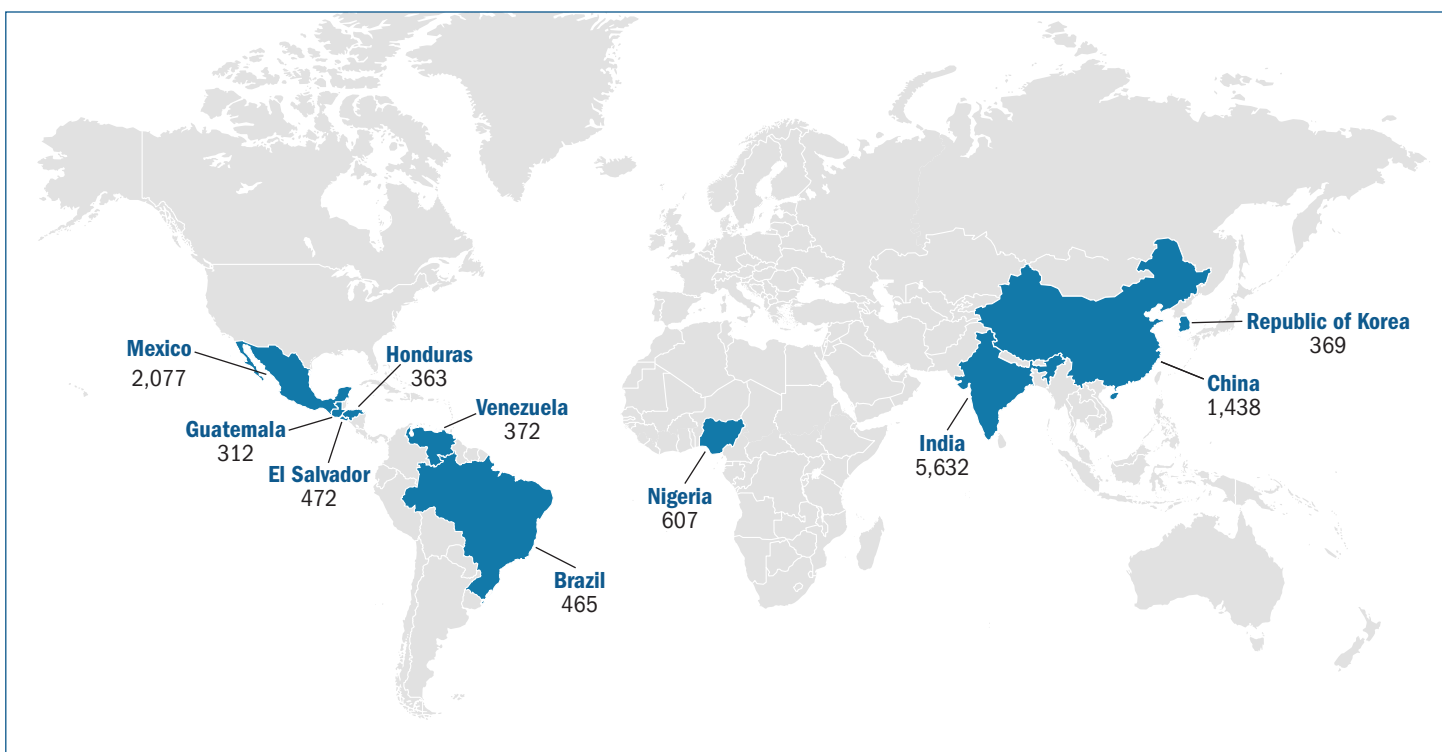 Mexico
2,077
Honduras
363
Guatemala
312
El Salvador
472
Venezuela
372
Brazil
465
Nigeria
607
India
5,632
China
1,438
Republic of Korea
369